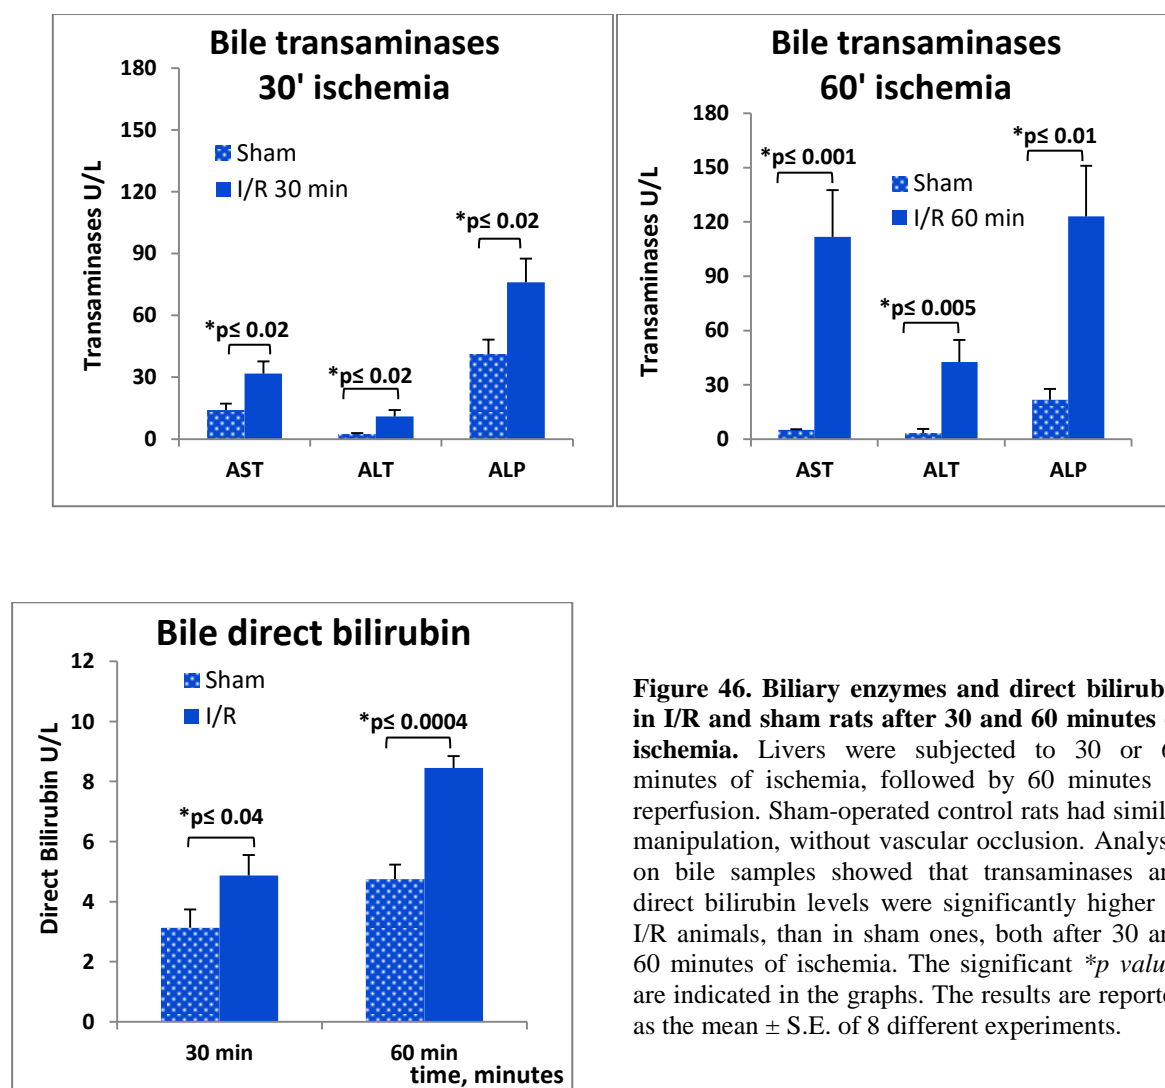 Bile transaminases
30' ischemia
180
150
120
90
60
30
0
Transaminases U/L
Sham
I/R 30 min
*p≤ 0.02
*p≤ 0.02
*p≤ 0.02
AST
ALT
ALP
Bile transaminases
60' ischemia
180
150
120
90
60
30
0
Transaminases U/L
*p≤ 0.001
*p≤ 0.005
*p≤ 0.01
Sham
I/R 60 min
AST
ALT
ALP
Bile direct bilirubin
12
10
8
6
4
2
0
Direct Bilirubin U/L
Sham
I/R
*p≤ 0.04
*p≤ 0.0004
30 min
60 min
time, minutes
Figure 46. Biliary enzymes and direct bilirub
in I/R and sham rats after 30 and 60 minutes
ischemia. Livers were subjected to 30 or 6
minutes of ischemia, followed by 60 minutes
reperfusion. Sham-operated control rats had simil
manipulation, without vascular occlusion. Analys
on bile samples showed that transaminases an
direct bilirubin levels were significantly higher
I/R animals, than in sham ones, both after 30 an
60 minutes of ischemia. The significant *p valu
are indicated in the graphs. The results are reporte
as the mean ± S.E. of 8 different experiments.